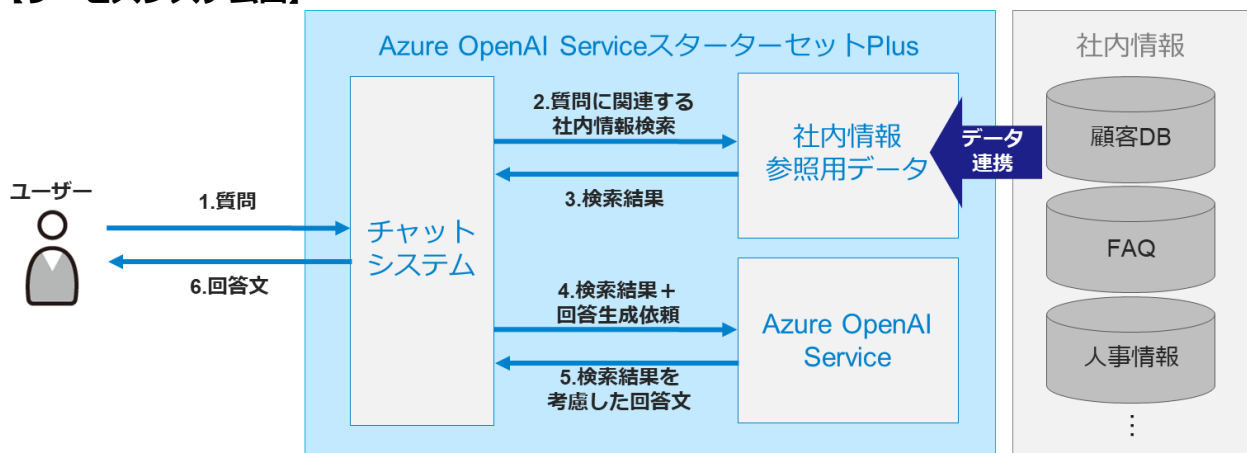 Azure OpenAI ServiceスターターセットPlus
社内情報
2.質問に関連する
社内情報検索
社内情報
参照用データ
データ
連携
顧客DB
ユーザー
1.質問
3.検索結果
チャット
システム
FAQ
6.回答文
4.検索結果＋
回答生成依頼
Azure OpenAI
Service
人事情報
5.検索結果を
考慮した回答文
⋮